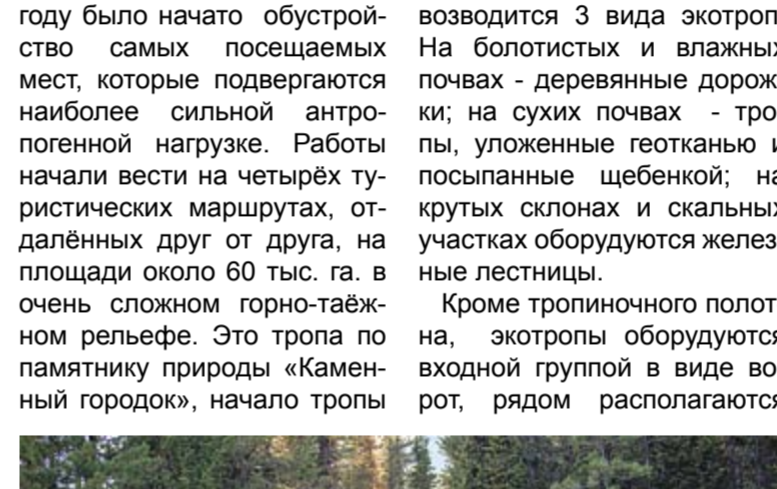 году было начато обустрой-
ство самых посещаемых
мест, которые подвергаются
наиболее сильной антро-
погенной нагрузке. Работы
начали вести на четырёх ту-
ристических маршрутах, от-
далённых друг от друга, на
площади около 60 тыс. га. в
очень сложном горно-таёж-
ном рельефе. Это тропа по
памятнику природы «Камен-
ный городок», начало тропы
возводится 3 вида экотроп
На болотистых и влажных
почвах - деревянные дорож
ки; на сухих почвах - тро
пы, уложенные геотканью и
посыпанные щебенкой; на
крутых склонах и скальных
участках оборудуются желез
ные лестницы.
Кроме тропиночного полот
на, экотропы оборудуются
входной группой в виде во
рот, рядом располагаются